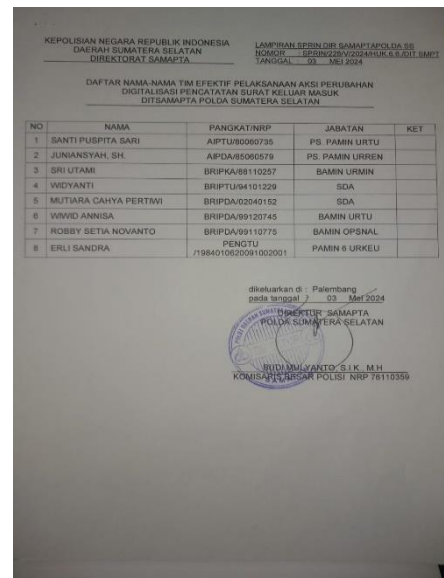 KEPOLISIAN NEGARA REPUBLIK INDONESIA
DAERAH SUMATERA SELATAN
DIREKTORAT SAMAPTA
LAMPIRAN SPRIN DIR SAMAPTAPOLDA SS
NOMOR : SPRIN/228/V/2024/HUK.6.6./DIT SMPT
TANGGAL : 03 MEI 2024
DAFTAR NAMA-NAMA TIM EFEKTIF PELAKSANAAN AKSI PERUBAHAN
DIGITALISASI PENCATATAN SURAT KELUAR MASUK
DITSAMAPTA POLDA SUMATERA SELATAN
NO NAMA PANGKAT/NRP JABATAN KET
1 SANTI PUSPITA SARI AIPTU/80060735 PS. PAMIN URTU
2 JUNIANSYAH, SH. AIPDA/85060579 PS. PAMIN URREN
3 SRI UTAMI BRIPKA/88110257 BAMIN URMIN
4 WIDYANTI BRIPTU/94101229 SDA
5 MUTIARA CAHYA PERTIWI BRIPDA/02040152 SDA
6 WIWID ANNISA BRIPDA/99120745 BAMIN URTU
7 ROBBY SETIA NOVANTO BRIPDA/99110775 BAMIN OPSNAL
8 ERLI SANDRA PENGTU /1984010620091002001 PAMIN 6 URKEU
dikeluarkan di : Palembang
pada tanggal : 03 Mei 2024
DIREKTUR SAMAPTA
POLDA SUMATERA SELATAN
BUDI MULYANTO, S.I.K., M.H
KOMISARIS BESAR POLISI NRP 76110359